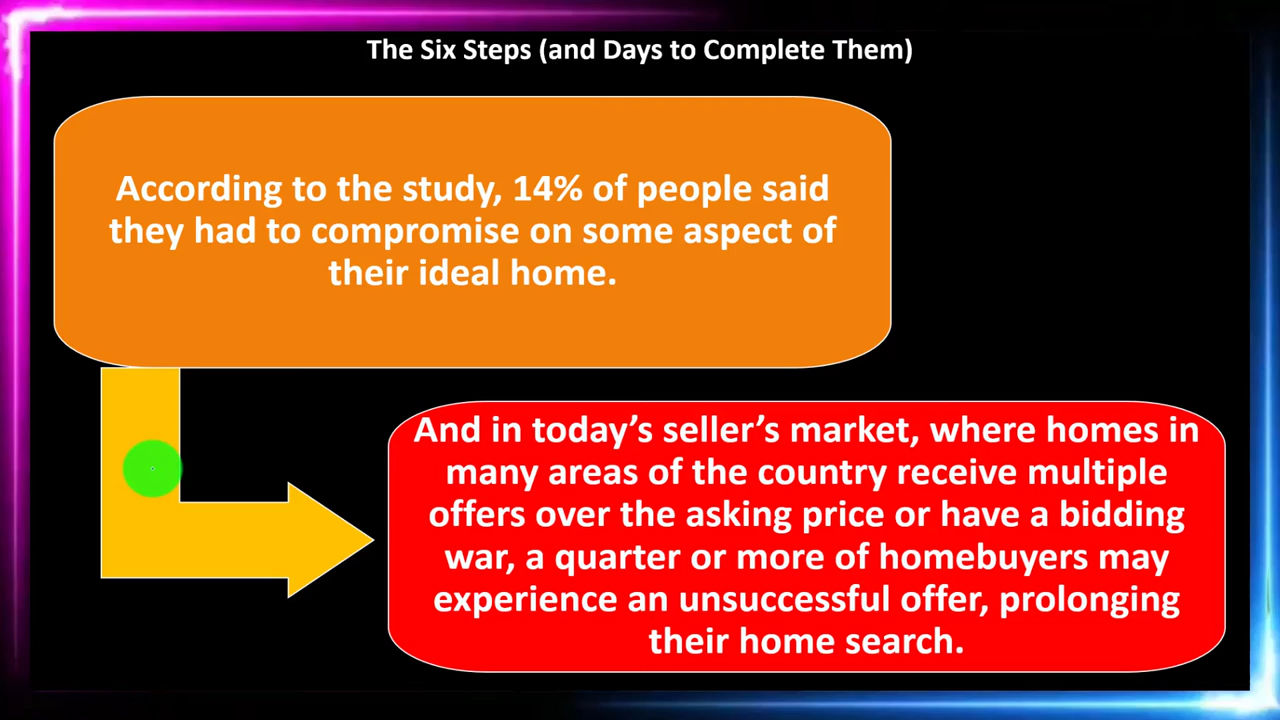 The Six Steps (and Days to Complete Them)
According to the study, 14% of people said
they had to compromise on some aspect of
their ideal home.
And in today’s seller’s market, where homes in
many areas of the country receive multiple
offers over the asking price or have a bidding
war, a quarter or more of homebuyers may
experience an unsuccessful offer, prolonging
their home search.